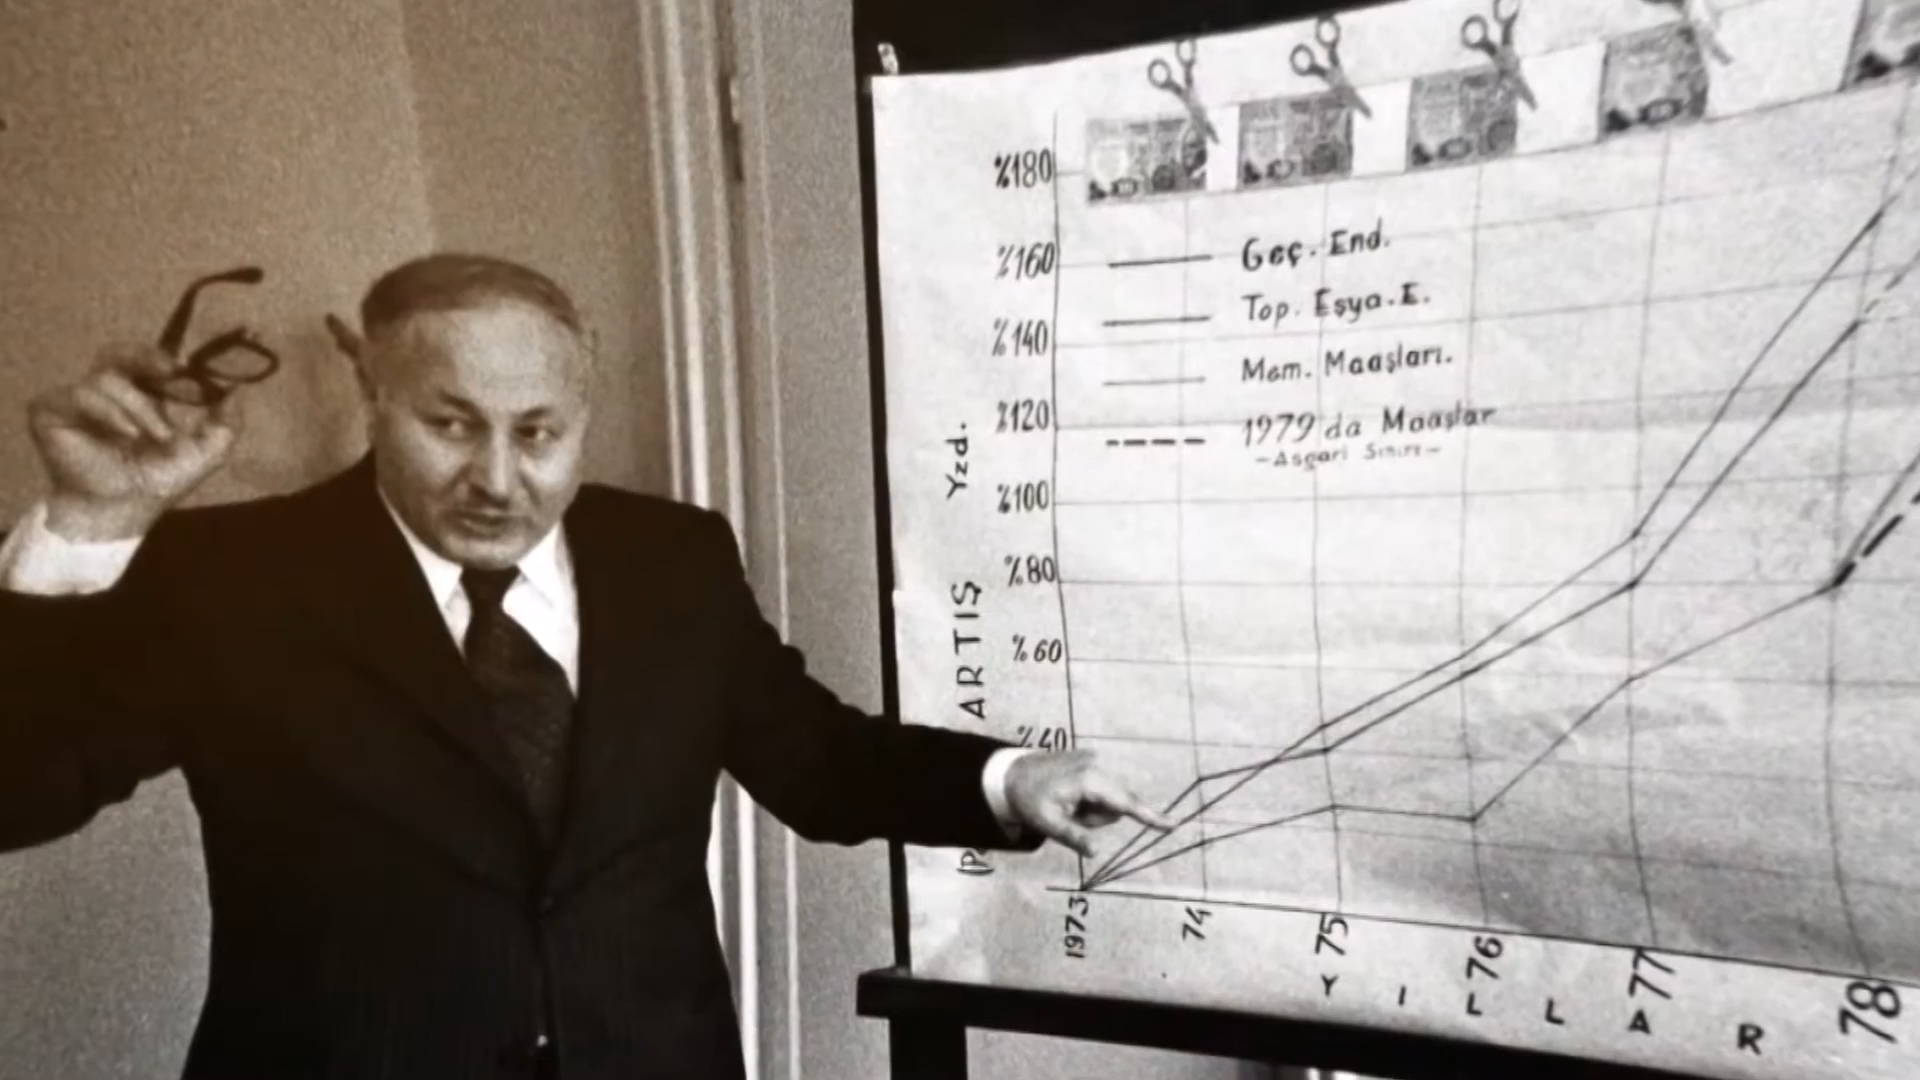 %180
%160
%140
%120
%100
%80
%60
%40
Yzd.
ARTIŞ
Geç. End.
Top. Eşya. E.
Mem. Maaşları.
1979'da Maaşlar
-Asgari Sınırı-
1973
74
75
76
77
78
YILLAR